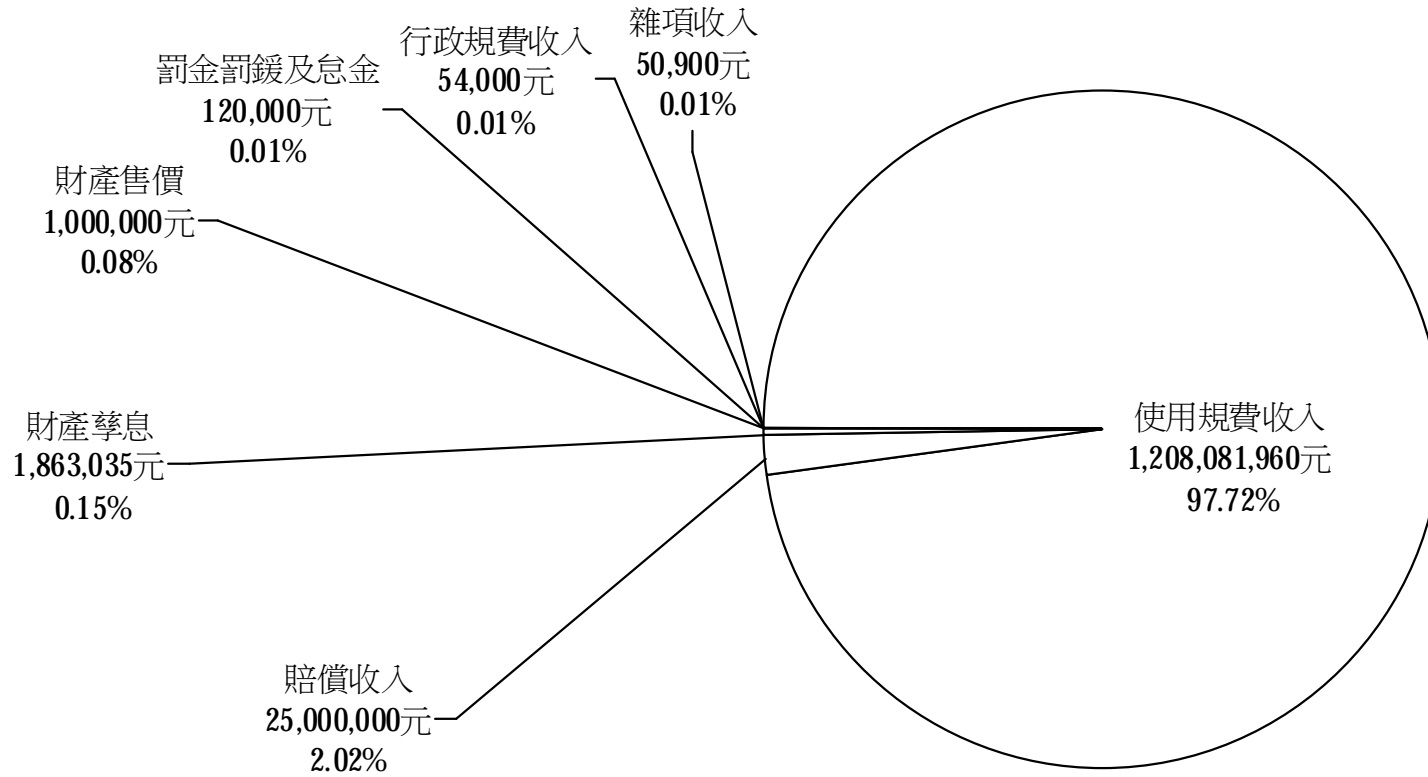 雜項收入
50,900元
0.01%
行政規費收入
54,000元
0.01%
罰金罰鍰及怠金
120,000元
0.01%
財產售價
1,000,000元
0.08%
財產孳息
1,863,035元
0.15%
賠償收入
25,000,000元
2.02%
使用規費收入
1,208,081,960元
97.72%